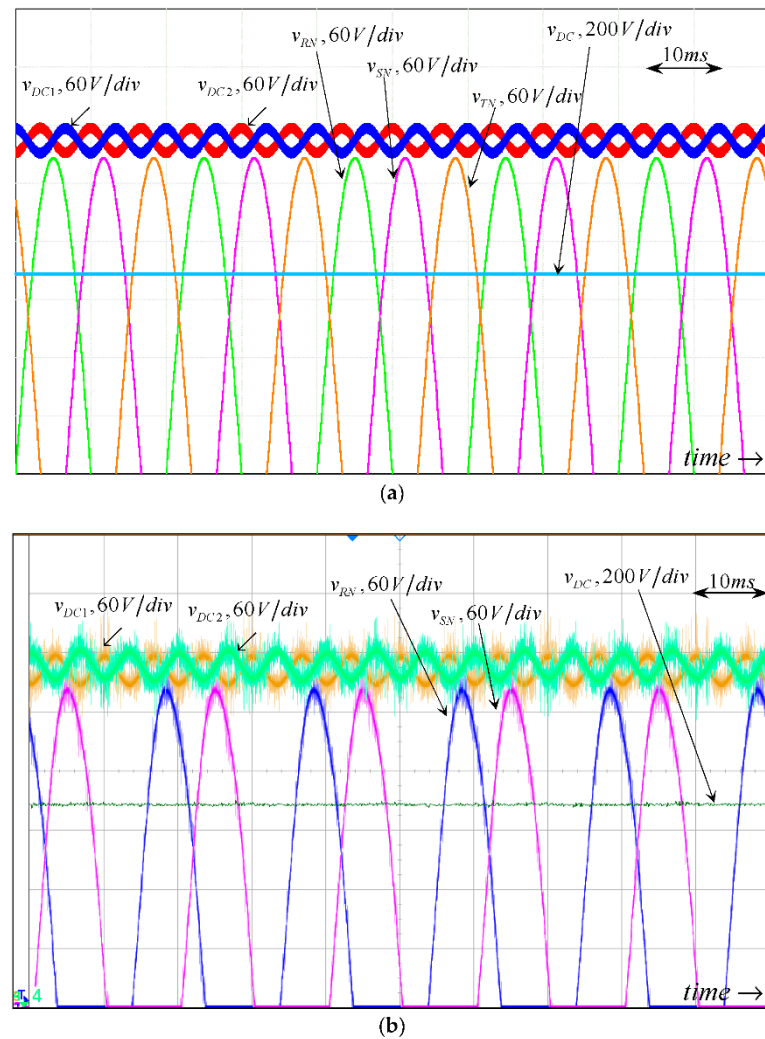 v_RN, 60V/div
v_DC, 200V/div
10ms
v_SN, 60V/div
v_DC1, 60V/div
v_DC2, 60V/div
v_TN, 60V/div
time →
(a)
v_RN, 60V/div
v_DC, 200V/div
10ms
v_DC1, 60V/div
v_DC2, 60V/div
v_SN, 60V/div
4
time →
(b)